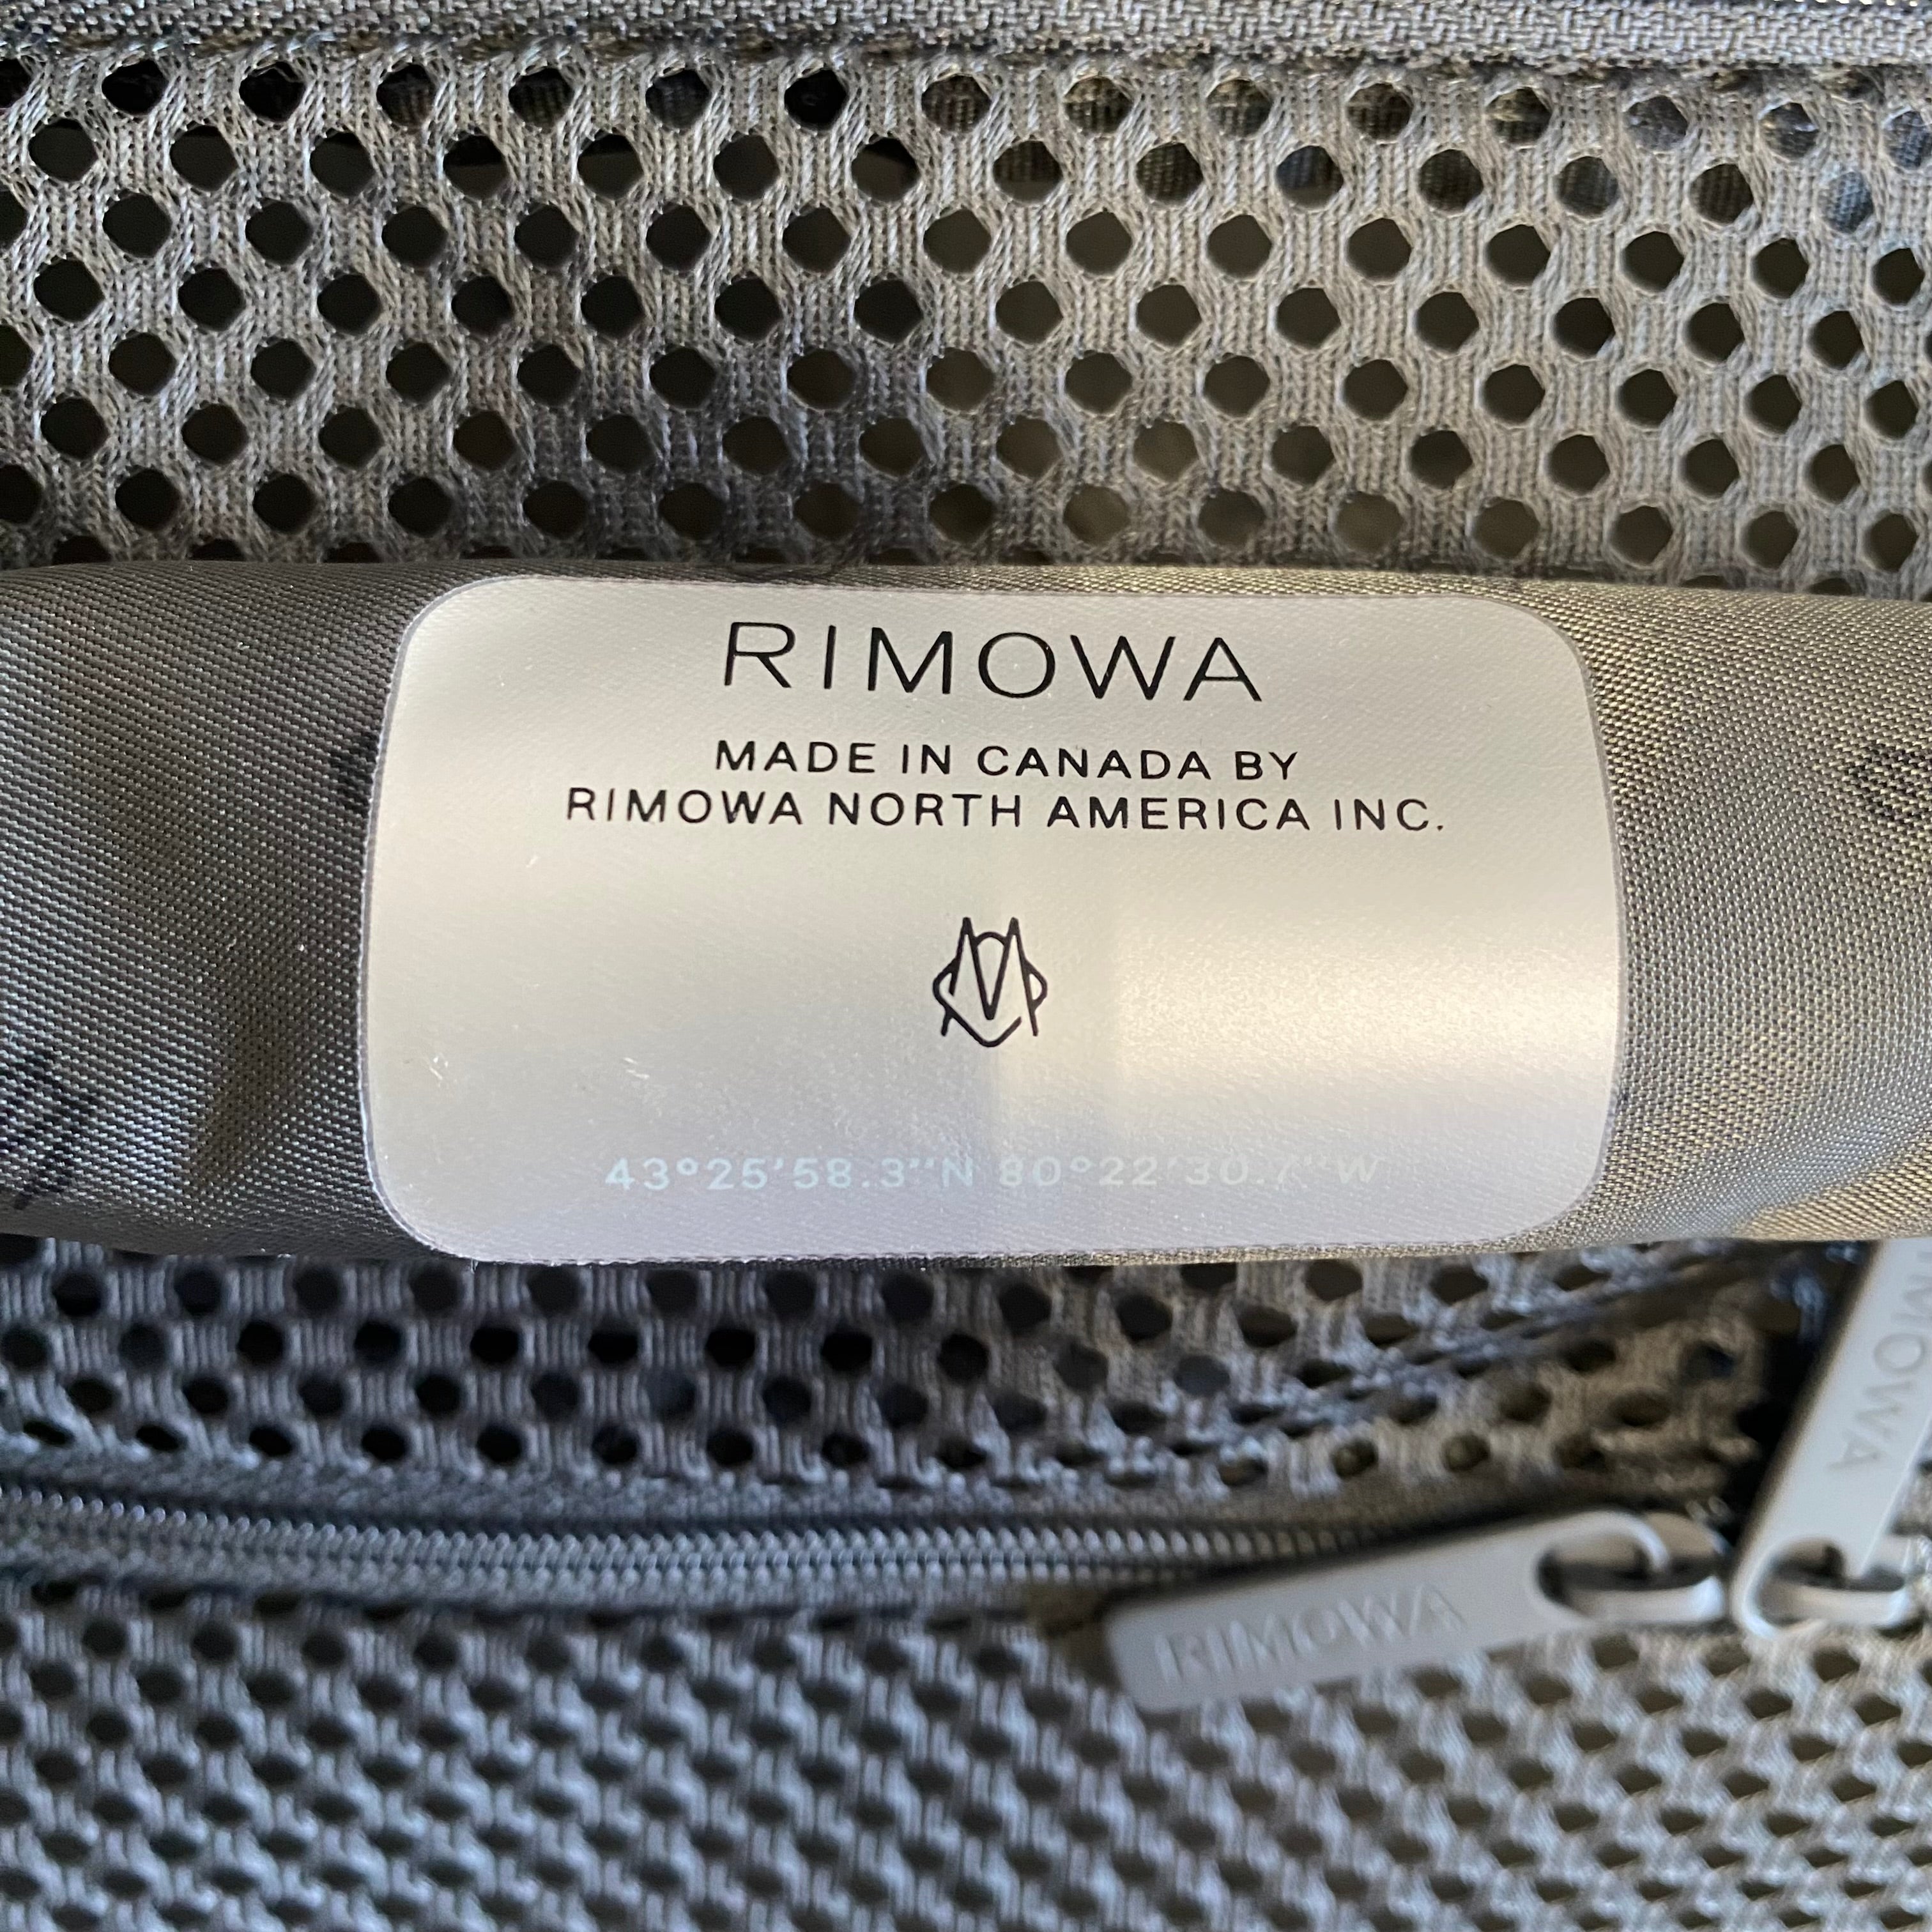 RIMOWA
MADE IN CANADA BY
RIMOWA NORTH AMERICA INC.
43°25'58.3''N 80°22'30.7''W
RIMOWA
RIMOWA